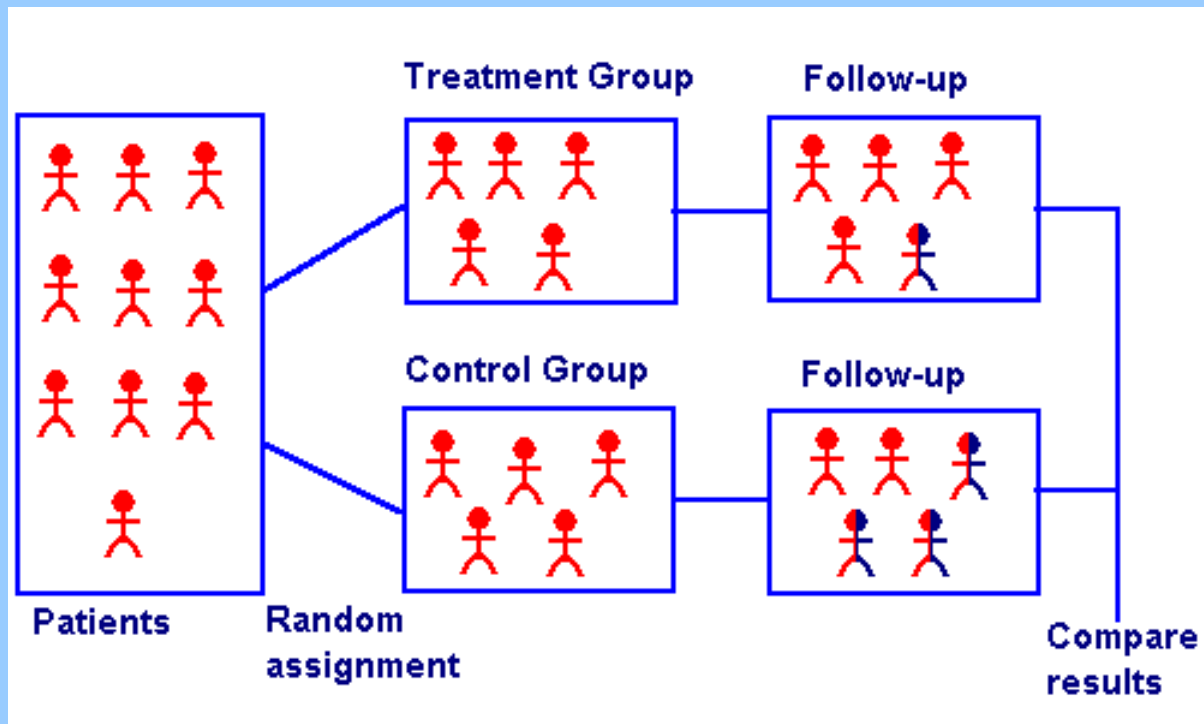 Treatment Group
Follow-up
Control Group
Follow-up
Patients
Random
assignment
Compare
results